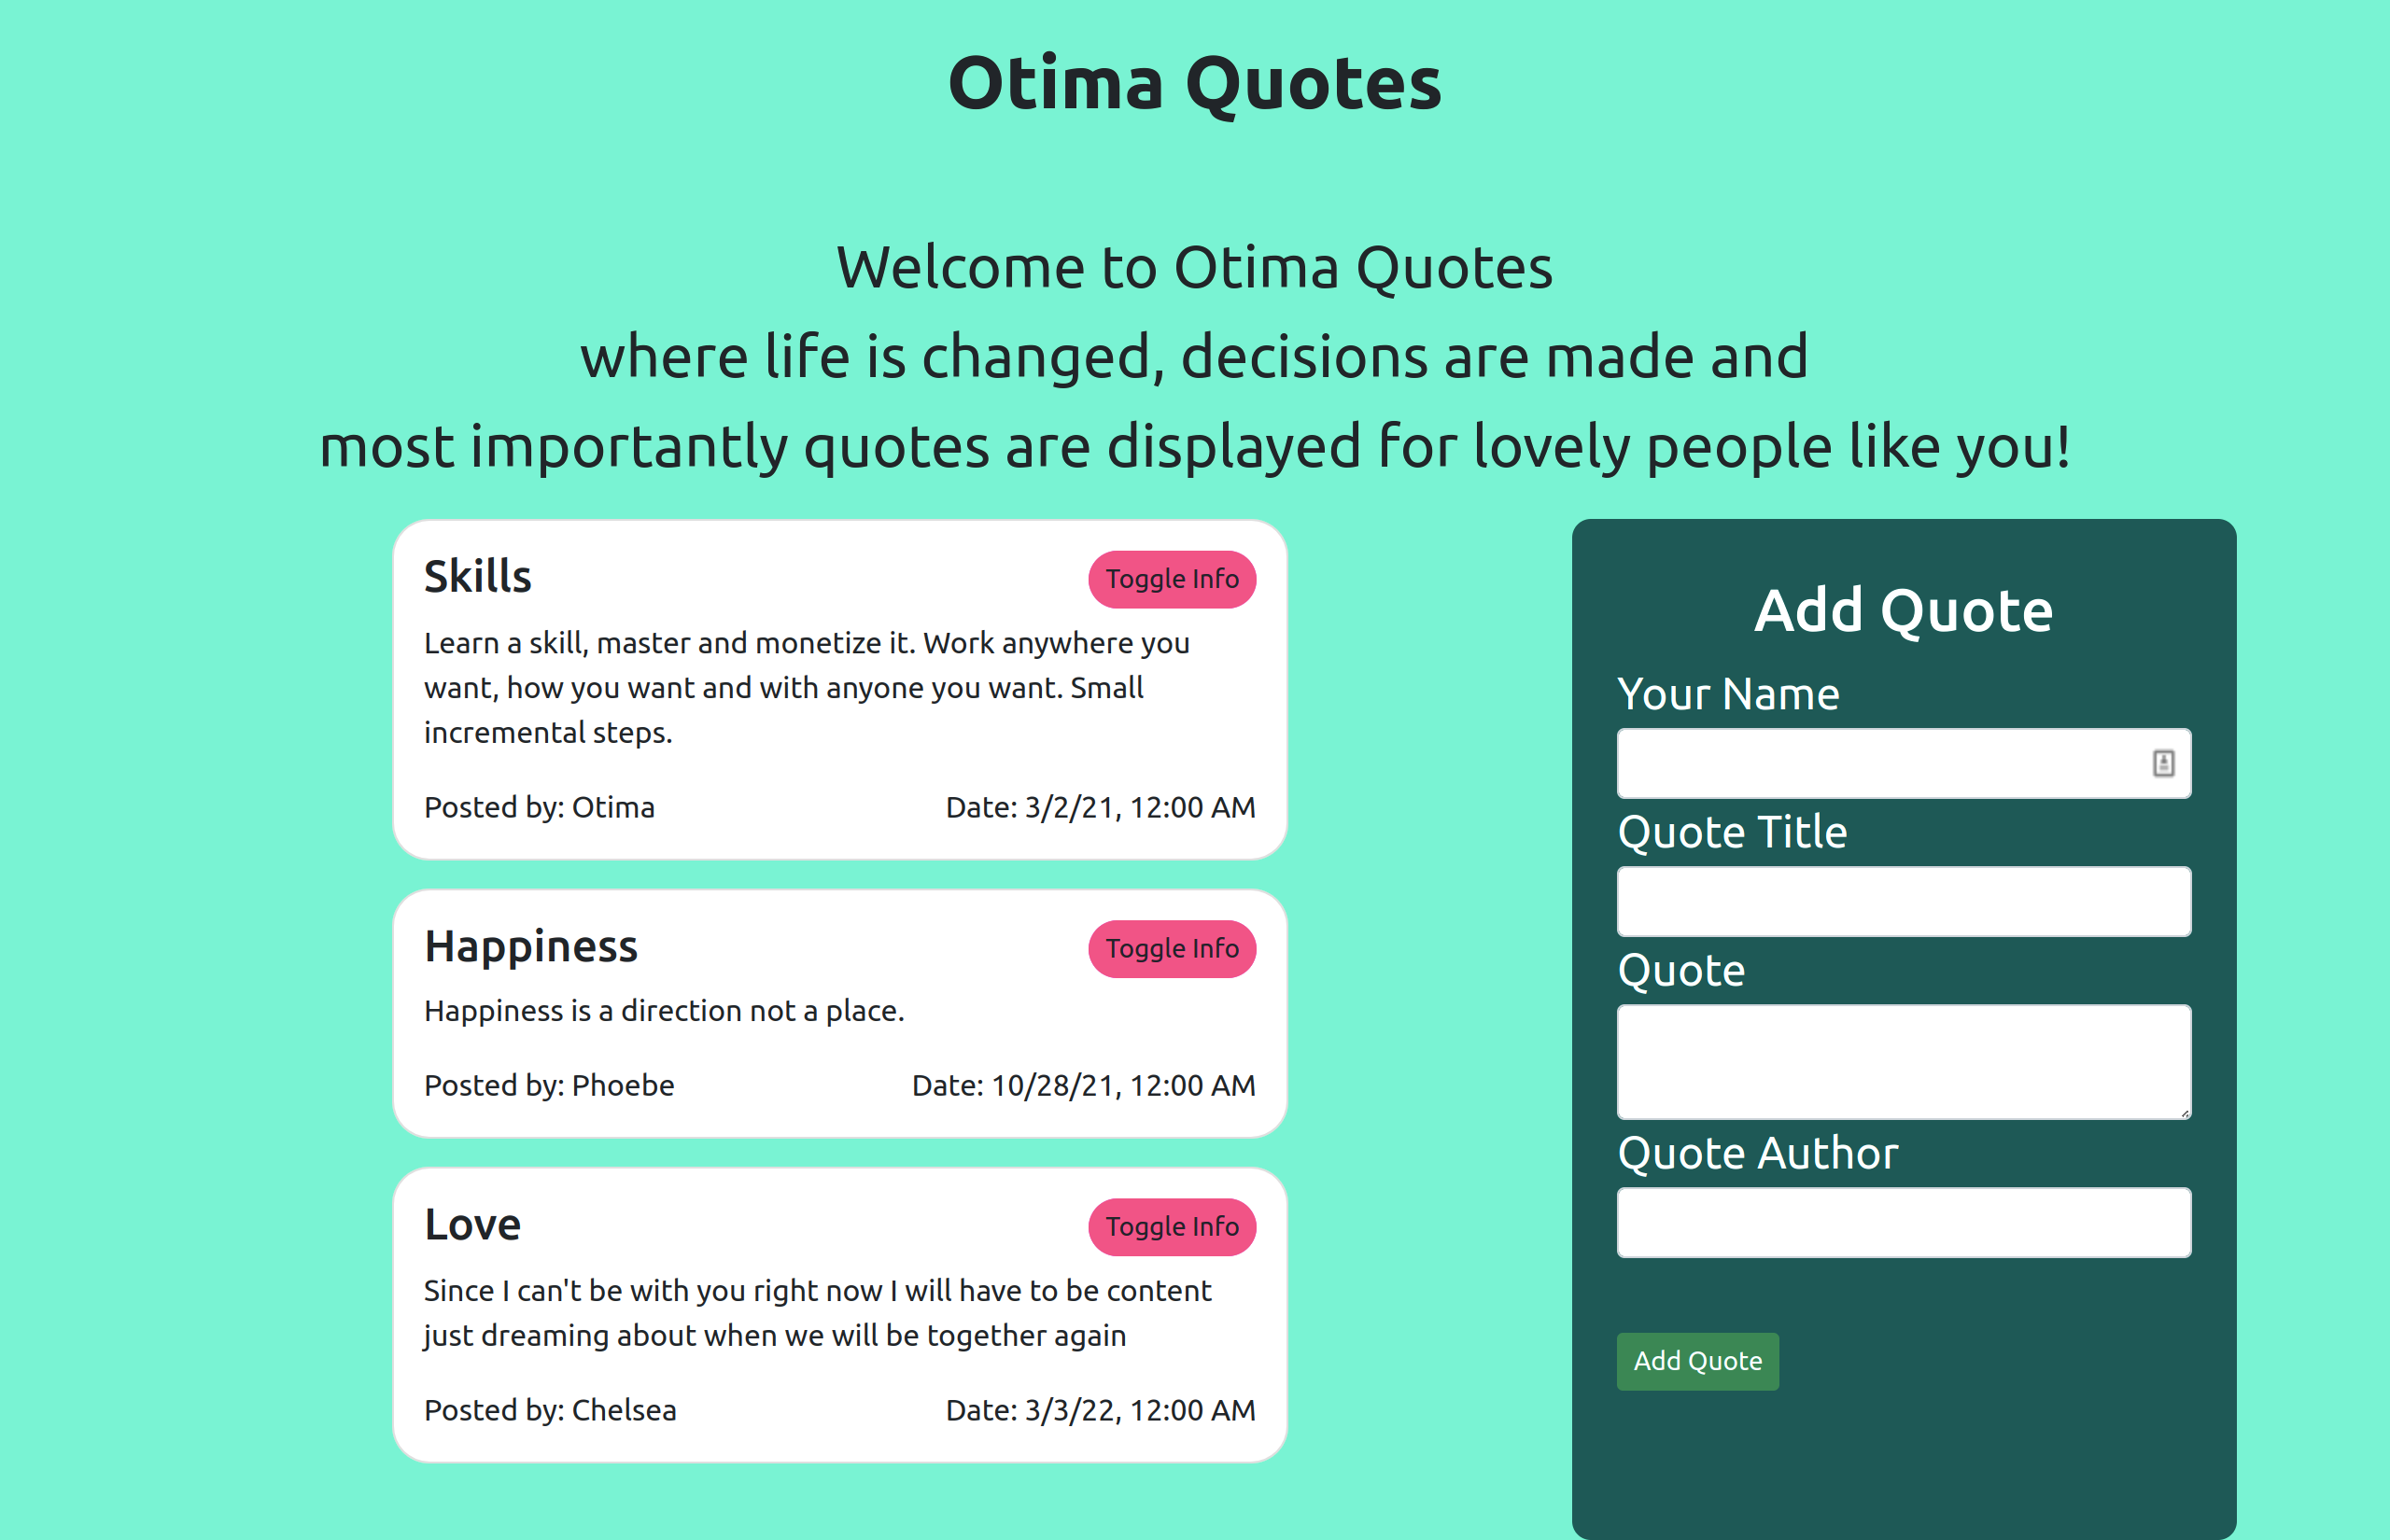 Otima Quotes
Welcome to Otima Quotes
where life is changed, decisions are made and
most importantly quotes are displayed for lovely people like you!
Skills
Toggle Info
Learn a skill, master and monetize it. Work anywhere you
want, how you want and with anyone you want. Small
incremental steps.
Posted by: Otima
Date: 3/2/21, 12:00 AM
Happiness
Toggle Info
Happiness is a direction not a place.
Posted by: Phoebe
Date: 10/28/21, 12:00 AM
Love
Toggle Info
Since I can't be with you right now I will have to be content
just dreaming about when we will be together again
Posted by: Chelsea
Date: 3/3/22, 12:00 AM
Add Quote
Your Name
Quote Title
Quote
Quote Author
Add Quote